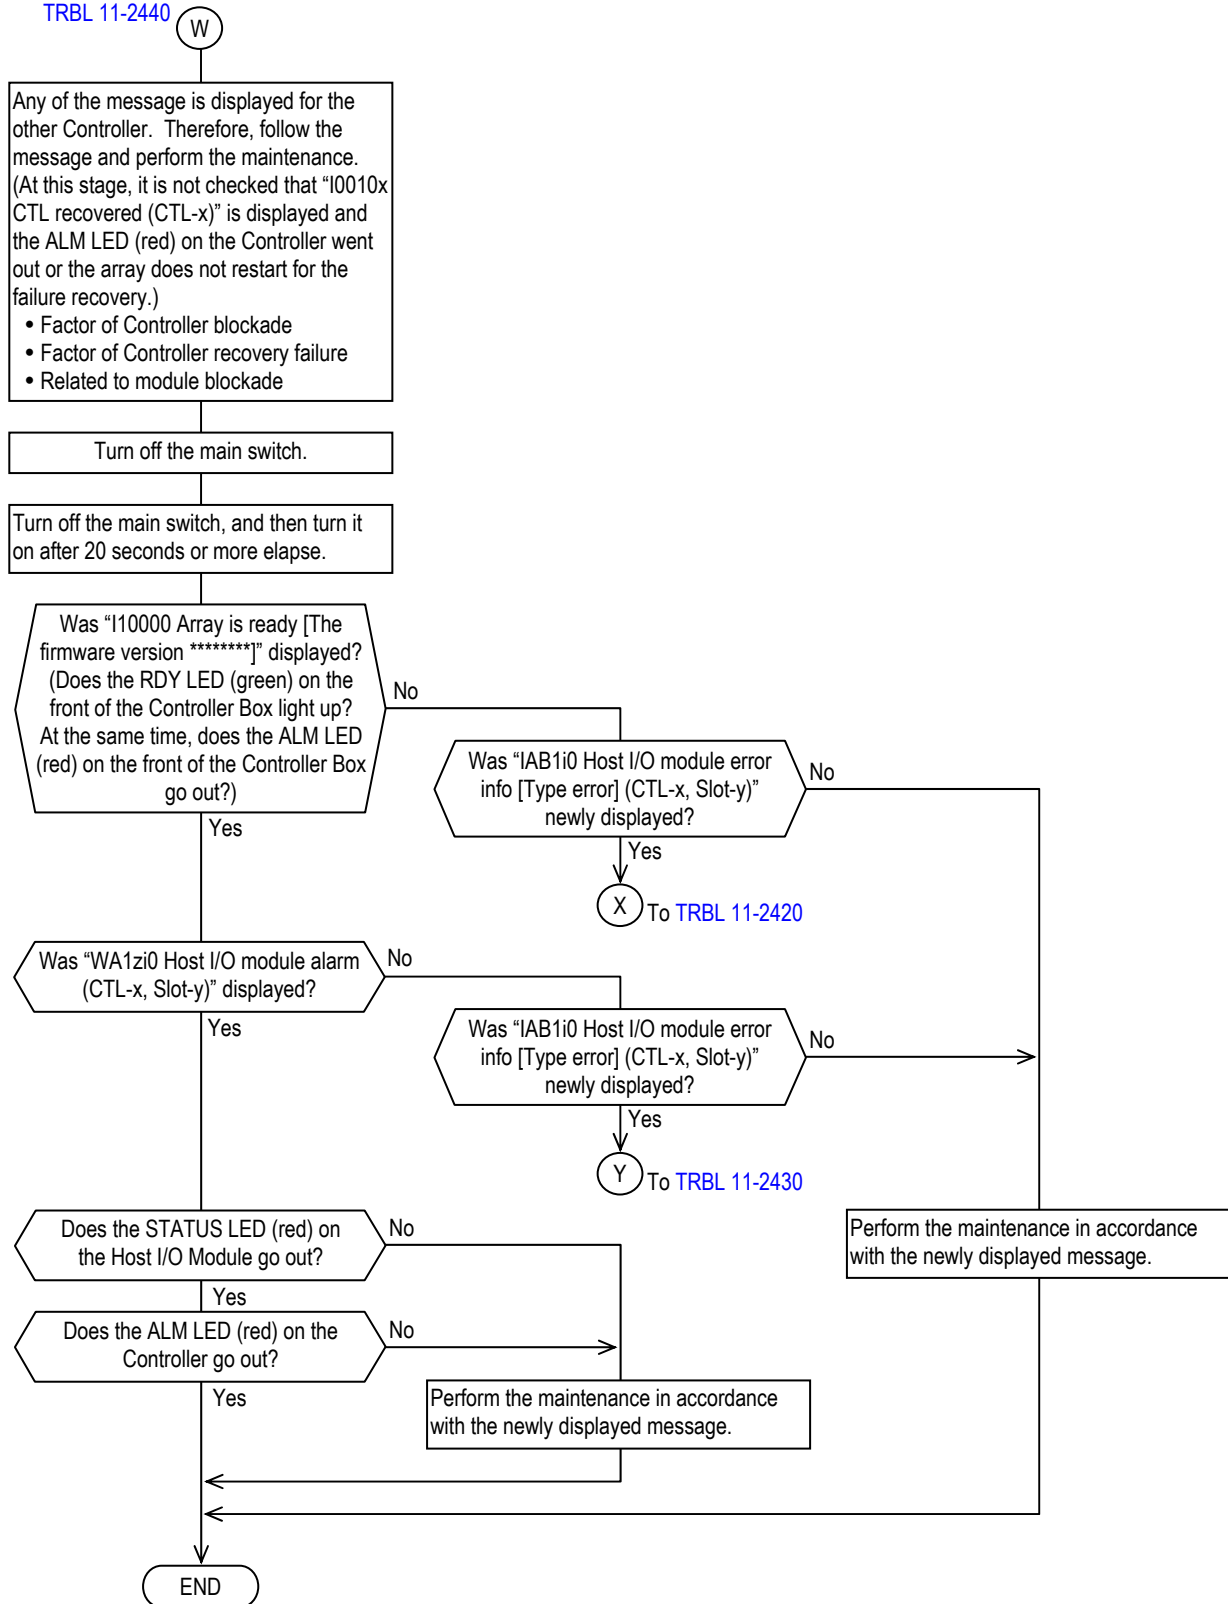 TRBL 11-2440
W
Any of the message is displayed for the
other Controller.  Therefore, follow the
message and perform the maintenance.
(At this stage, it is not checked that “I0010x
CTL recovered (CTL-x)” is displayed and
the ALM LED (red) on the Controller went
out or the array does not restart for the
failure recovery.)
• Factor of Controller blockade
• Factor of Controller recovery failure
• Related to module blockade
Turn off the main switch.
Turn off the main switch, and then turn it
on after 20 seconds or more elapse.
Was “I10000 Array is ready [The
firmware version ********]” displayed?
(Does the RDY LED (green) on the
front of the Controller Box light up?
At the same time, does the ALM LED
(red) on the front of the Controller Box
go out?)
No
Yes
Was “IAB1i0 Host I/O module error
info [Type error] (CTL-x, Slot-y)”
newly displayed?
No
Yes
X
To TRBL 11-2420
Was “WA1zi0 Host I/O module alarm
(CTL-x, Slot-y)” displayed?
No
Yes
Was “IAB1i0 Host I/O module error
info [Type error] (CTL-x, Slot-y)”
newly displayed?
No
Yes
Y
To TRBL 11-2430
Does the STATUS LED (red) on
the Host I/O Module go out?
No
Yes
Perform the maintenance in accordance
with the newly displayed message.
Does the ALM LED (red) on the
Controller go out?
No
Yes
Perform the maintenance in accordance
with the newly displayed message.
END